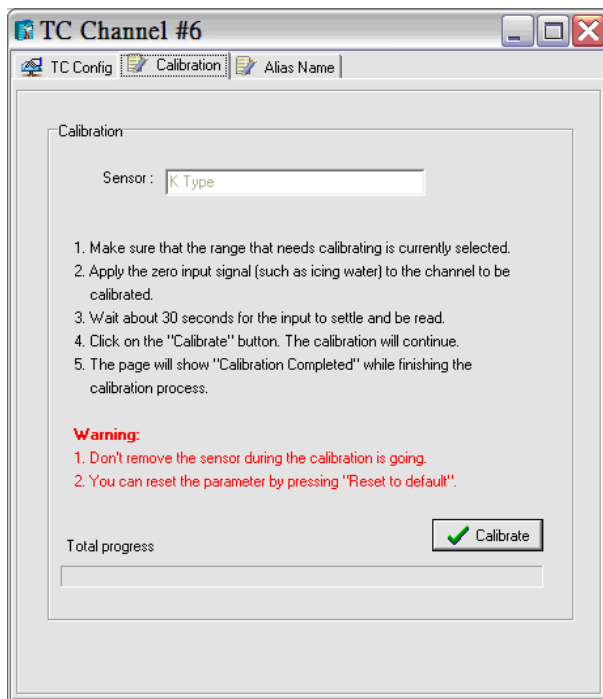 TC Channel #6
TC Config
Calibration
Alias Name
Calibration
Sensor :
K Type
1. Make sure that the range that needs calibrating is currently selected.
2. Apply the zero input signal (such as icing water) to the channel to be
calibrated.
3. Wait about 30 seconds for the input to settle and be read.
4. Click on the "Calibrate" button. The calibration will continue.
5. The page will show "Calibration Completed" while finishing the
calibration process.
Warning:
1. Don't remove the sensor during the calibration is going.
2. You can reset the parameter by pressing "Reset to default".
Total progress
Calibrate